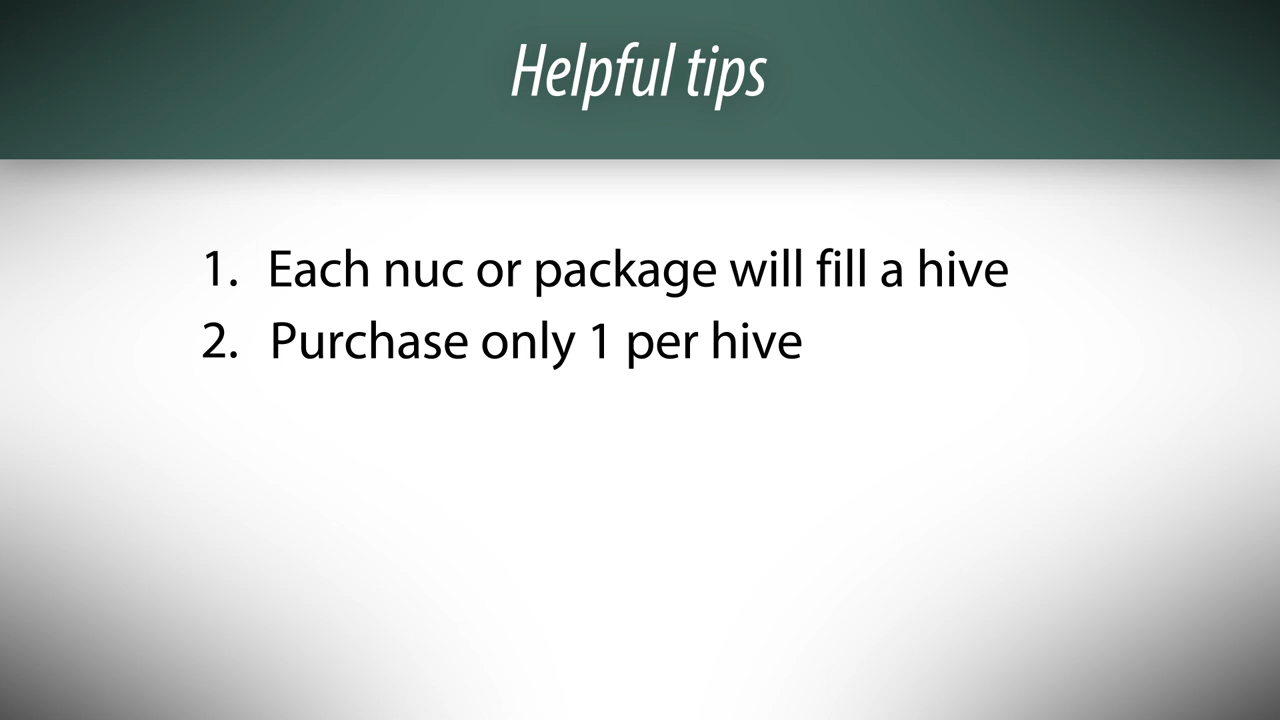 Helpful tips
1. Each nuc or package will fill a hive
2. Purchase only 1 per hive